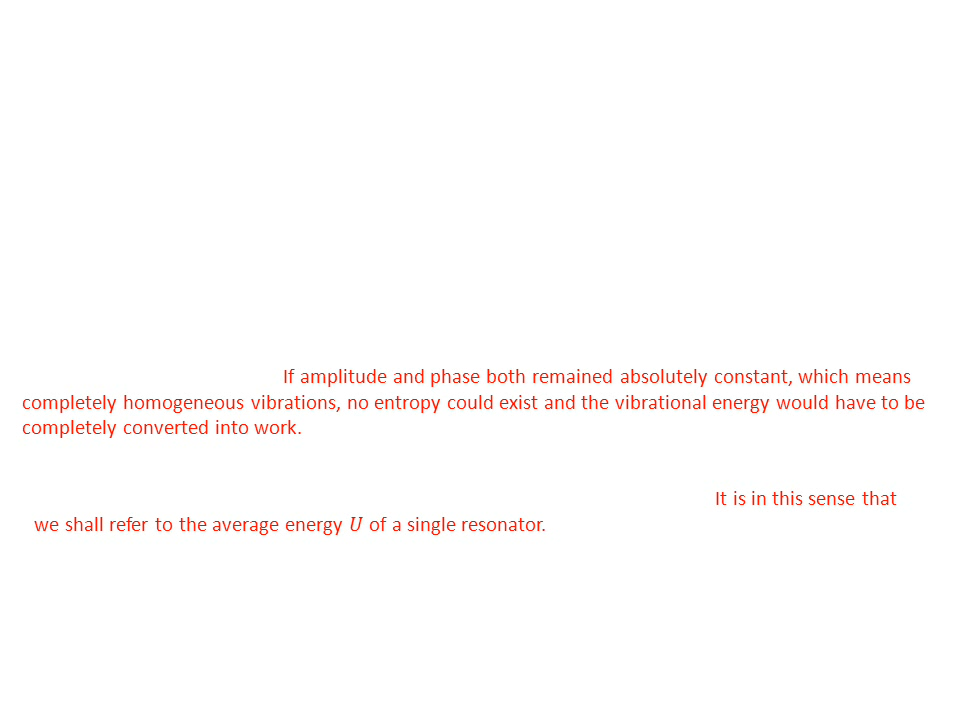 If amplitude and phase both remained absolutely constant, which means
completely homogeneous vibrations, no entropy could exist and the vibrational energy would have to be
completely converted into work.
It is in this sense that
we shall refer to the average energy U of a single resonator.